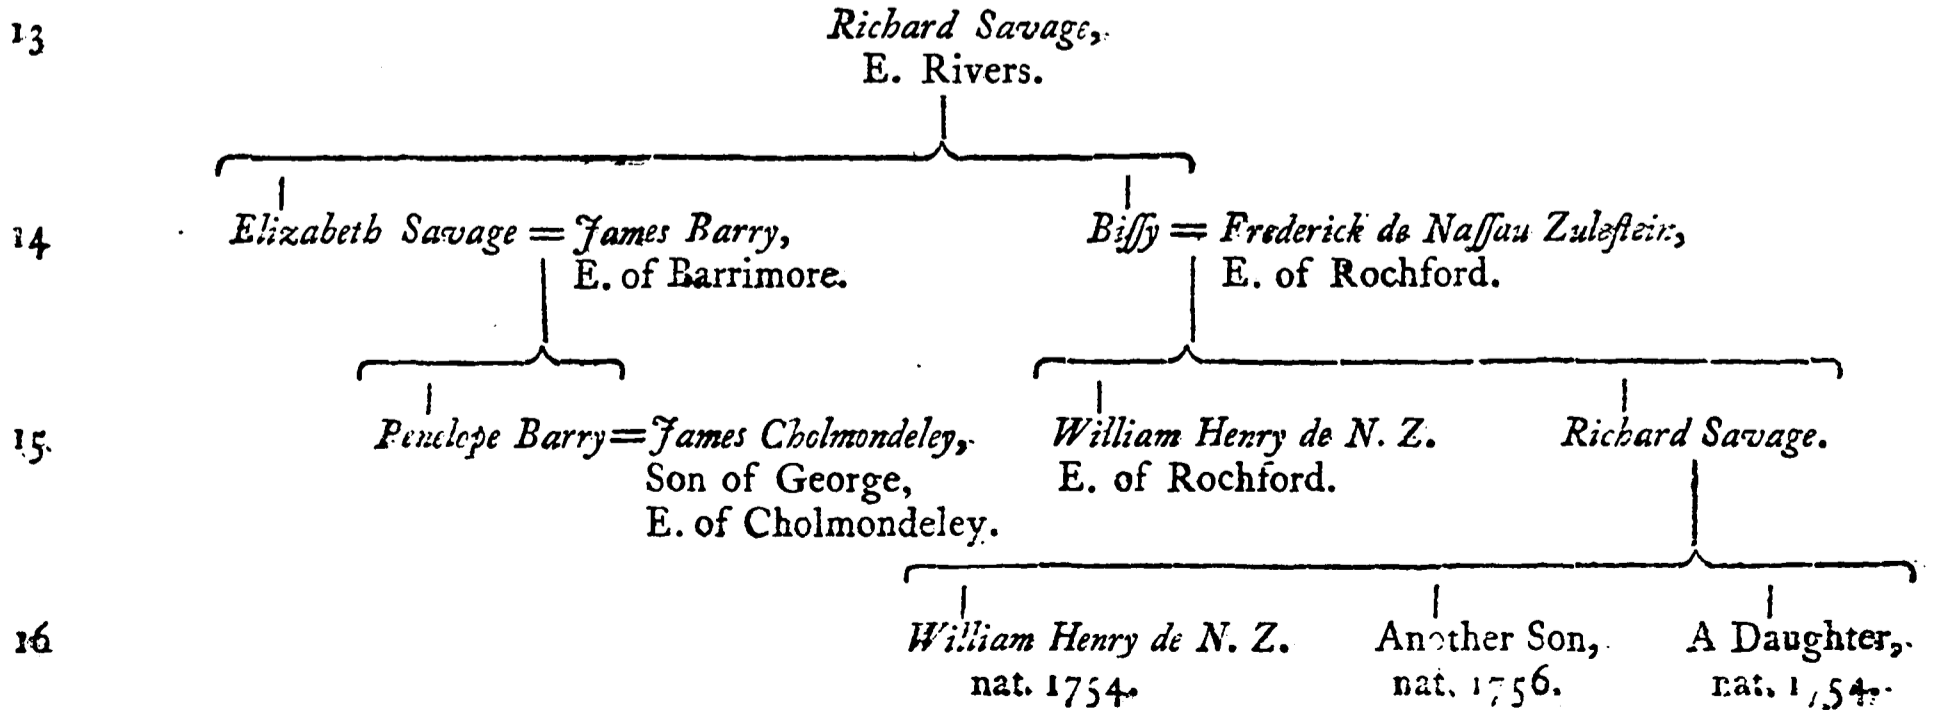 13
Richard Savage,
E. Rivers.
14
Elizabeth Savage = James Barry,
E. of Barrimore.
Biſſy = Frederick de Naſſau Zuleſtein,
E. of Rochford.
15
Penelope Barry=James Cholmondeley,
Son of George,
E. of Cholmondeley.
William Henry de N. Z.
E. of Rochford.
Richard Savage.
16
William Henry de N. Z.
nat. 1754.
Another Son,
nat. 1756.
A Daughter,
nat. 1754.